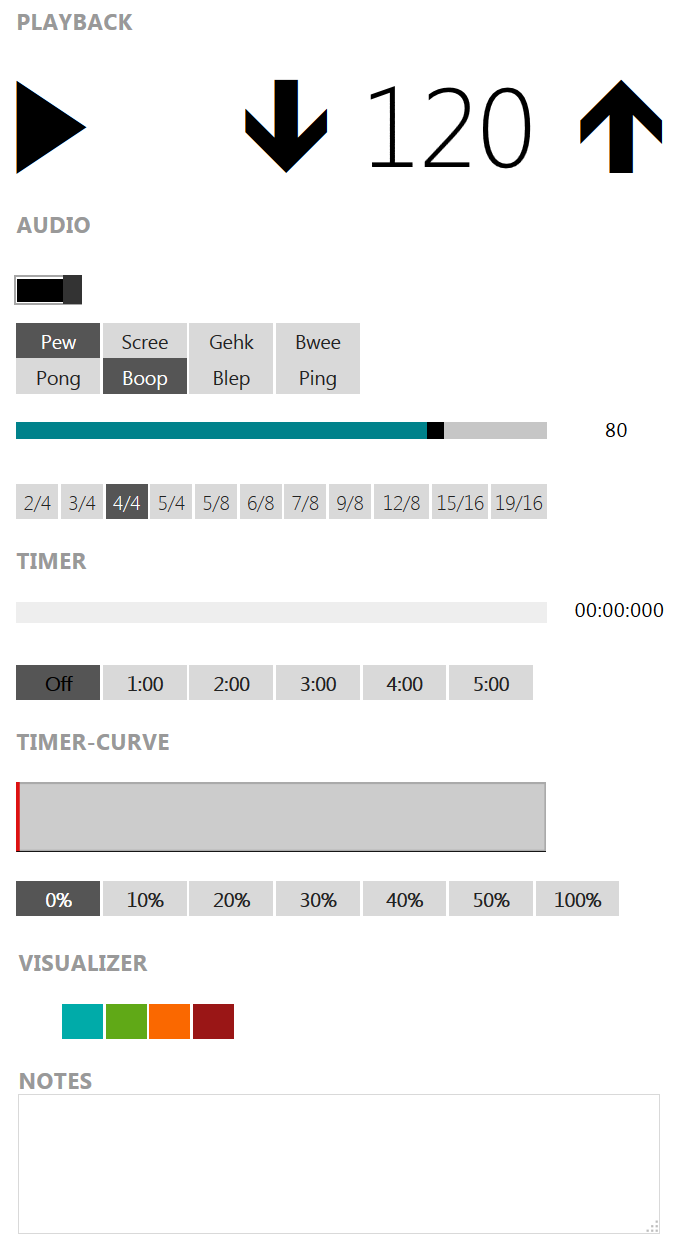 PLAYBACK
120
AUDIO
Pew Scree Gehk Bwee
Pong Boop Blep Ping
80
2/4 3/4 4/4 5/4 5/8 6/8 7/8 9/8 12/8 15/16 19/16
TIMER
00:00:000
Off 1:00 2:00 3:00 4:00 5:00
TIMER-CURVE
0% 10% 20% 30% 40% 50% 100%
VISUALIZER
NOTES